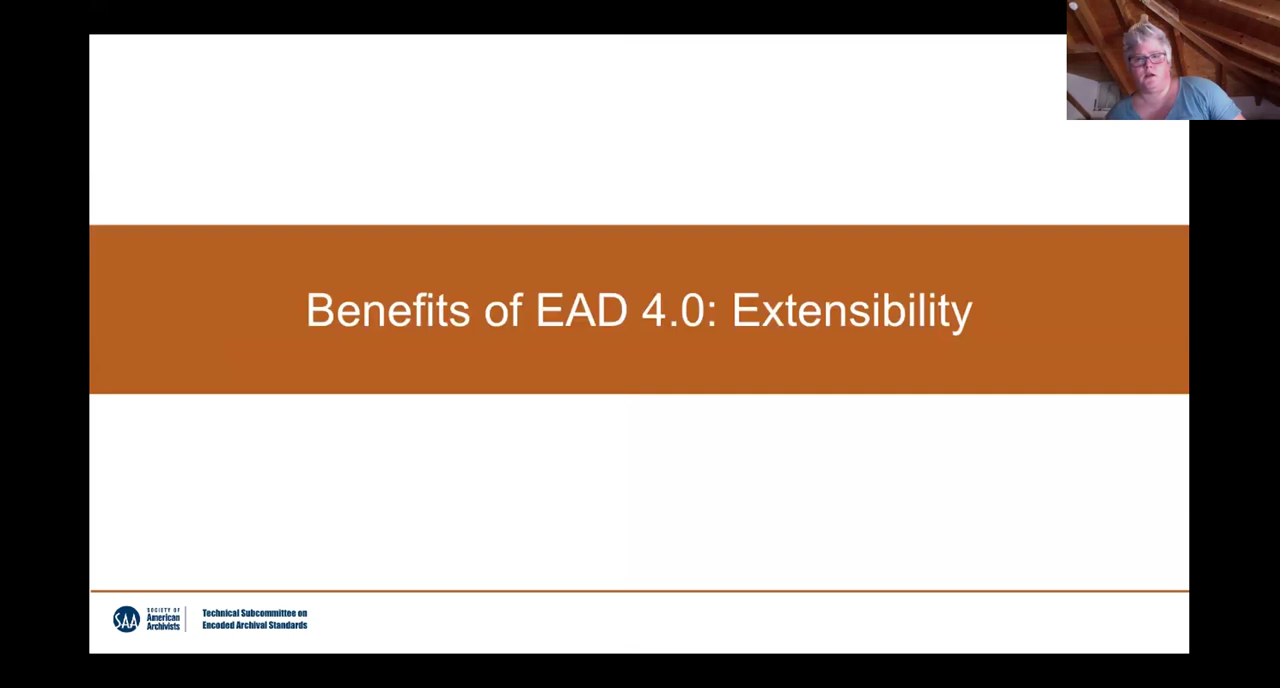 Benefits of EAD 4.0: Extensibility
SAA
SOCIETY OF
American
Archivists
Technical Subcommittee on
Encoded Archival Standards